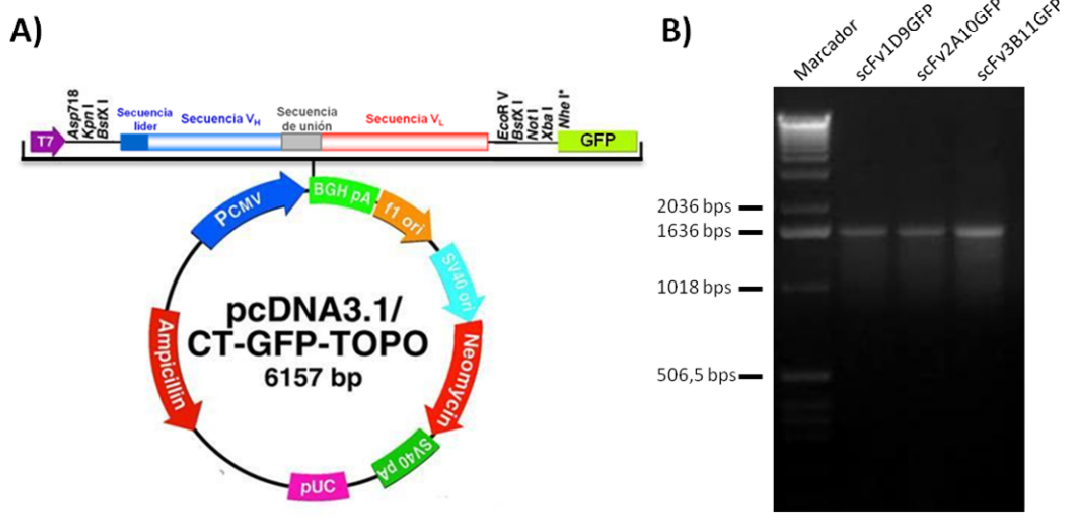 A)
T7
Asp718
Kpn I
BstX I
Secuencia
lider
Secuencia VH
Secuencia
de unión
Secuencia VL
EcoR V
BstX I
Not I
Xba I
Nhe I*
GFP
PCMV
BGH pA
f1 ori
SV40 ori
Neomycin
SV40 pA
pUC
Ampicillin
pcDNA3.1/
CT-GFP-TOPO
6157 bp
B)
Marcador
scFv1D9GFP
scFv2A10GFP
scFv3B11GFP
2036 bps
1636 bps
1018 bps
506,5 bps